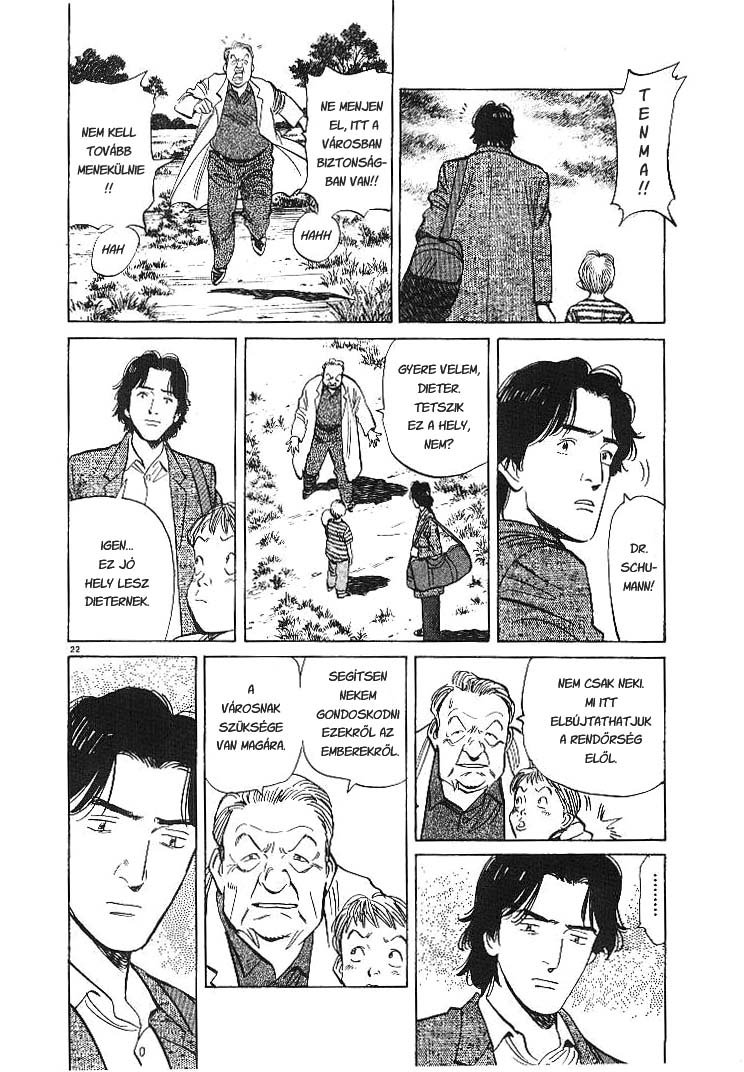 TENMA!!
NE MENJEN
EL, ITT A
VÁROSBAN
BIZTONSÁG-
BAN VAN!!
HAHH
NEM KELL
TOVÁBB
MENEKÜLNIE
!!
HAH
DR.
SCHU-
MANN!
GYERE VELEM,
DIETER.
TETSZIK
EZ A HELY,
NEM?
IGEN...
EZ JÓ
HELY LESZ
DIETERNEK.
22
NEM CSAK NEKI.
MI ITT
ELBÚJTATHATJUK
A RENDŐRSÉG
ELŐL.
.........
SEGÍTSEN
NEKEM
GONDOSKODNI
EZEKRŐL AZ
EMBEREKRŐL.
A
VÁROSNAK
SZÜKSÉGE
VAN MAGÁRA.